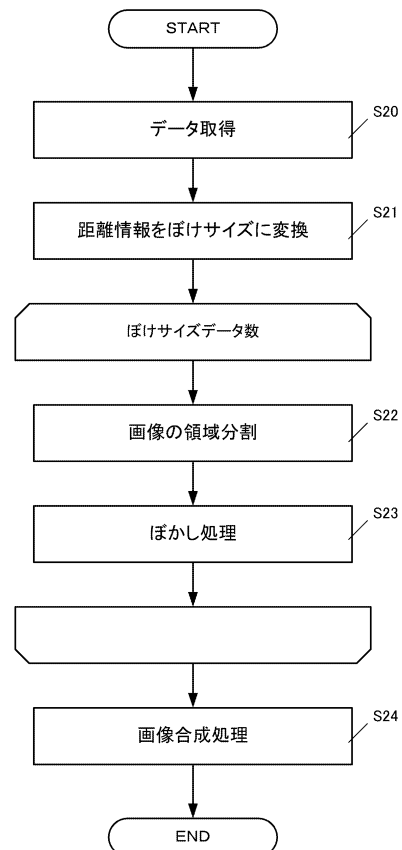 START
データ取得
S20
距離情報をぼけサイズに変換
S21
ぼけサイズデータ数
画像の領域分割
S22
ぼかし処理
S23
画像合成処理
S24
END